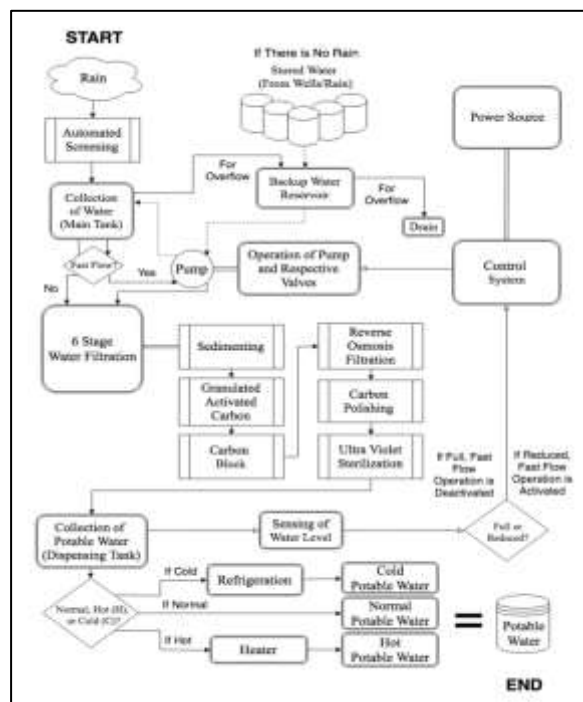 START
Rain
If There is No Rain
Stored Water
(From Wells/Rain)
Power Source
Automated
Screening
For
Overflow
Backup Water
Reservoir
For
Overflow
Drain
Collection
of Water
(Main Tank)
Fast Flow?
Yes
No
Pump
Operation of Pump
and Respective
Valves
Control
System
6 Stage
Water Filtration
Sedimenting
Granulated
Activated
Carbon
Carbon
Block
Reverse
Osmosis
Filtration
Carbon
Polishing
Ultra Violet
Sterilization
If Full, Fast
Flow
Operation is
Deactivated
If Reduced,
Fast Flow
Operation is
Activated
Collection of
Potable Water
(Dispensing Tank)
Sensing of
Water Level
Full or
Reduced?
Normal, Hot (H),
or Cold (C)?
If Cold
Refrigeration
Cold
Potable Water
If Normal
Normal
Potable Water
If Hot
Heater
Hot
Potable Water
=
Potable
Water
END